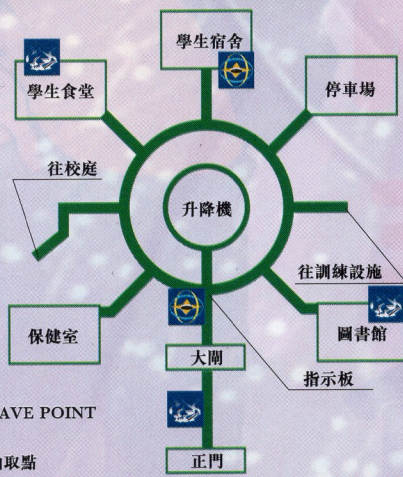 學生宿舍
學生食堂
停車場
往校庭
升降機
往訓練設施
保健室
圖書館
大閘
指示板
AVE POINT
取點
正門